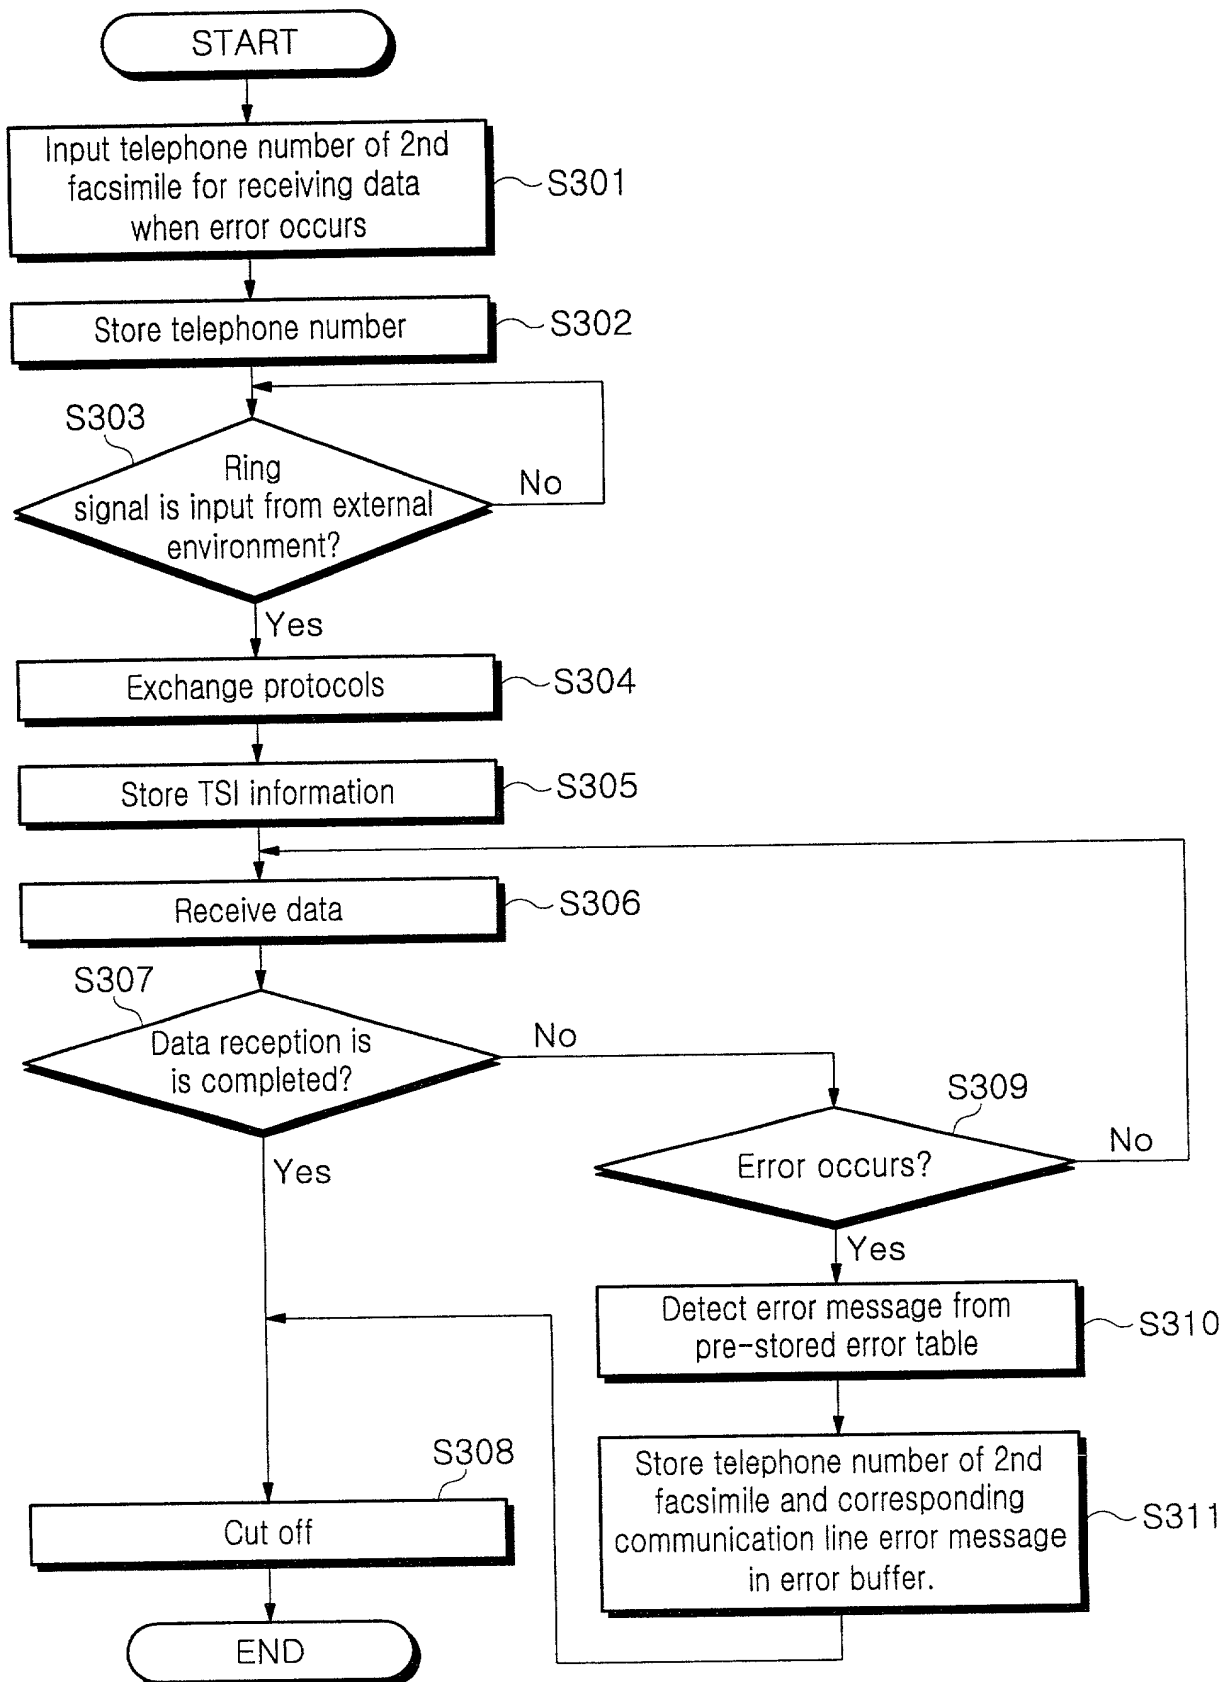 START
Input telephone number of 2nd
facsimile for receiving data
when error occurs
S301
Store telephone number
S302
S303
Ring
signal is input from external
environment?
No
Yes
Exchange protocols
S304
Store TSI information
S305
Receive data
S306
S307
Data reception is
is completed?
No
Yes
S309
Error occurs?
No
Yes
Detect error message from
pre-stored error table
S310
Store telephone number of 2nd
facsimile and corresponding
communication line error message
in error buffer.
S311
S308
Cut off
END